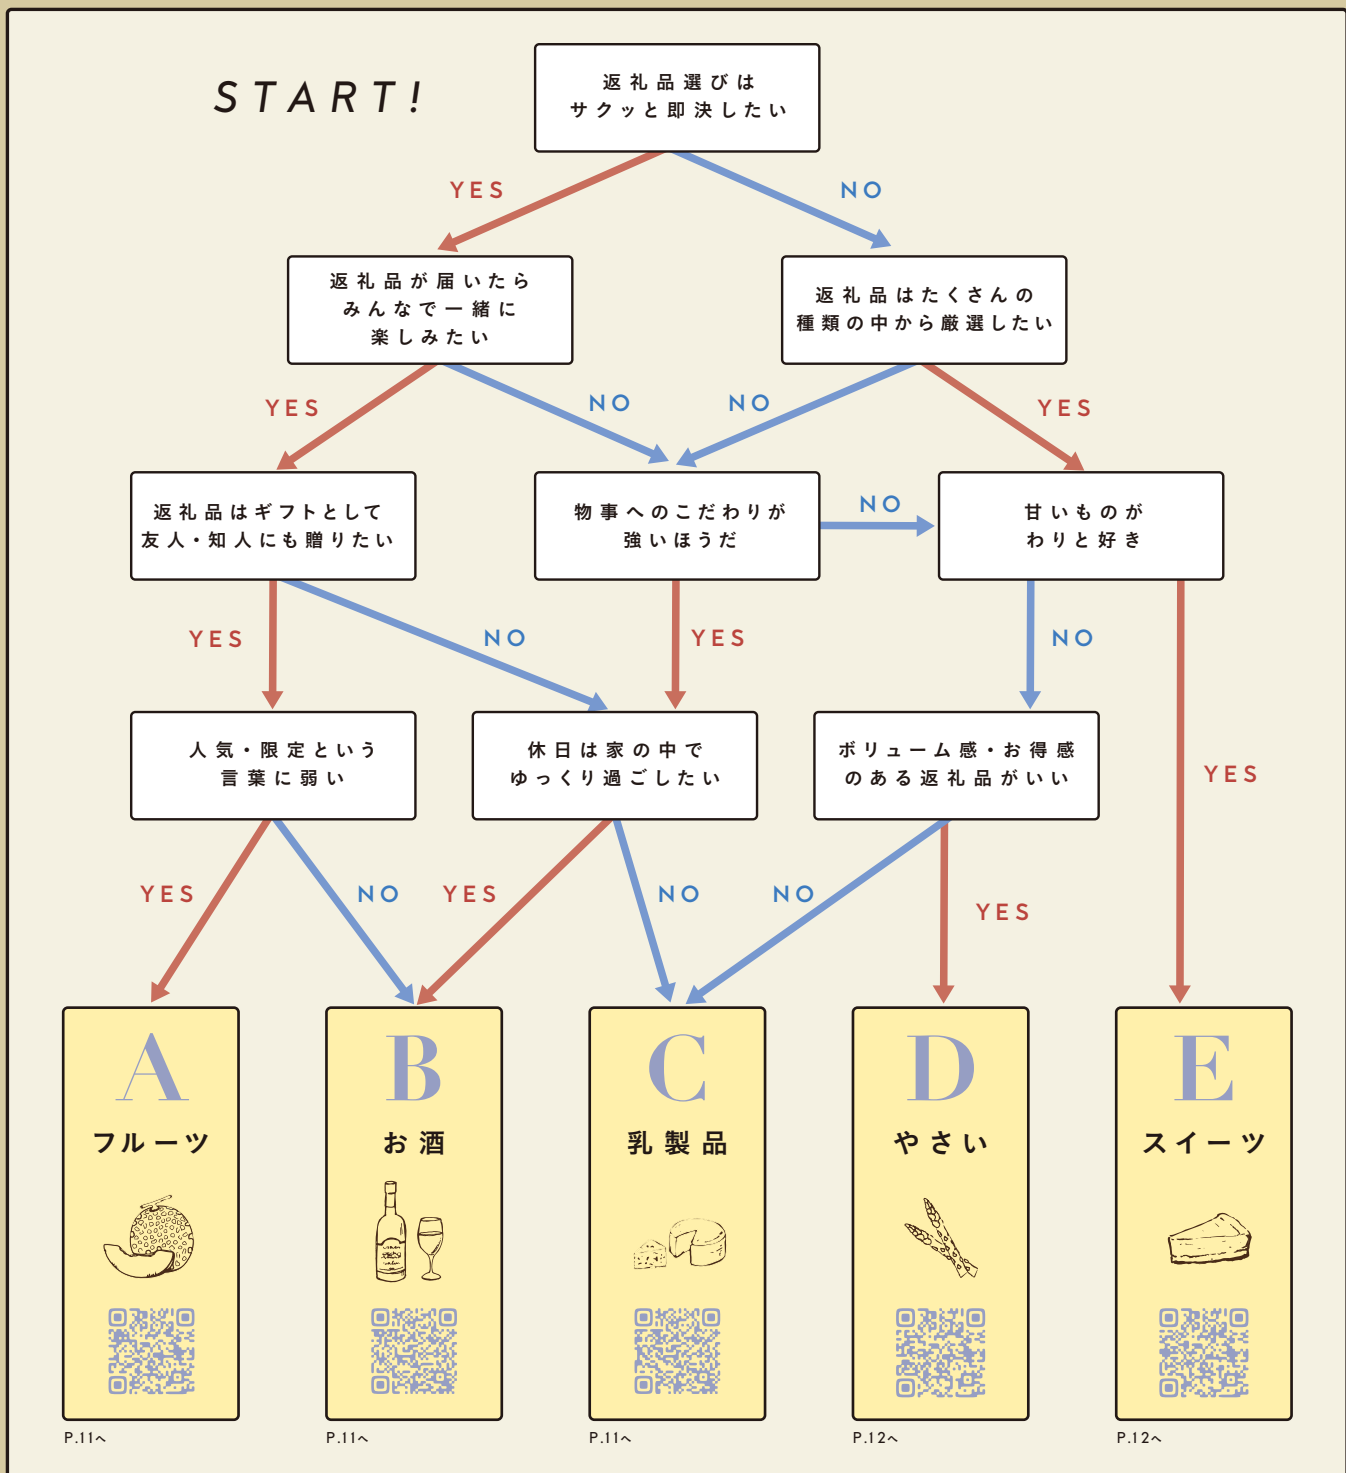 START!
返礼品選びは
サクッと即決したい
YES
NO
返礼品が届いたら
みんなで一緒に
楽しみたい
返礼品はたくさんの
種類の中から厳選したい
YES
NO
NO
YES
返礼品はギフトとして
友人・知人にも贈りたい
物事へのこだわりが
強いほうだ
NO
甘いものが
わりと好き
YES
NO
YES
NO
YES
人気・限定という
言葉に弱い
休日は家の中で
ゆっくり過ごしたい
ボリューム感・お得感
のある返礼品がいい
YES
NO
YES
NO
NO
YES
A
フルーツ
P.11へ
B
お酒
P.11へ
C
乳製品
P.11へ
D
やさい
P.12へ
E
スイーツ
P.12へ